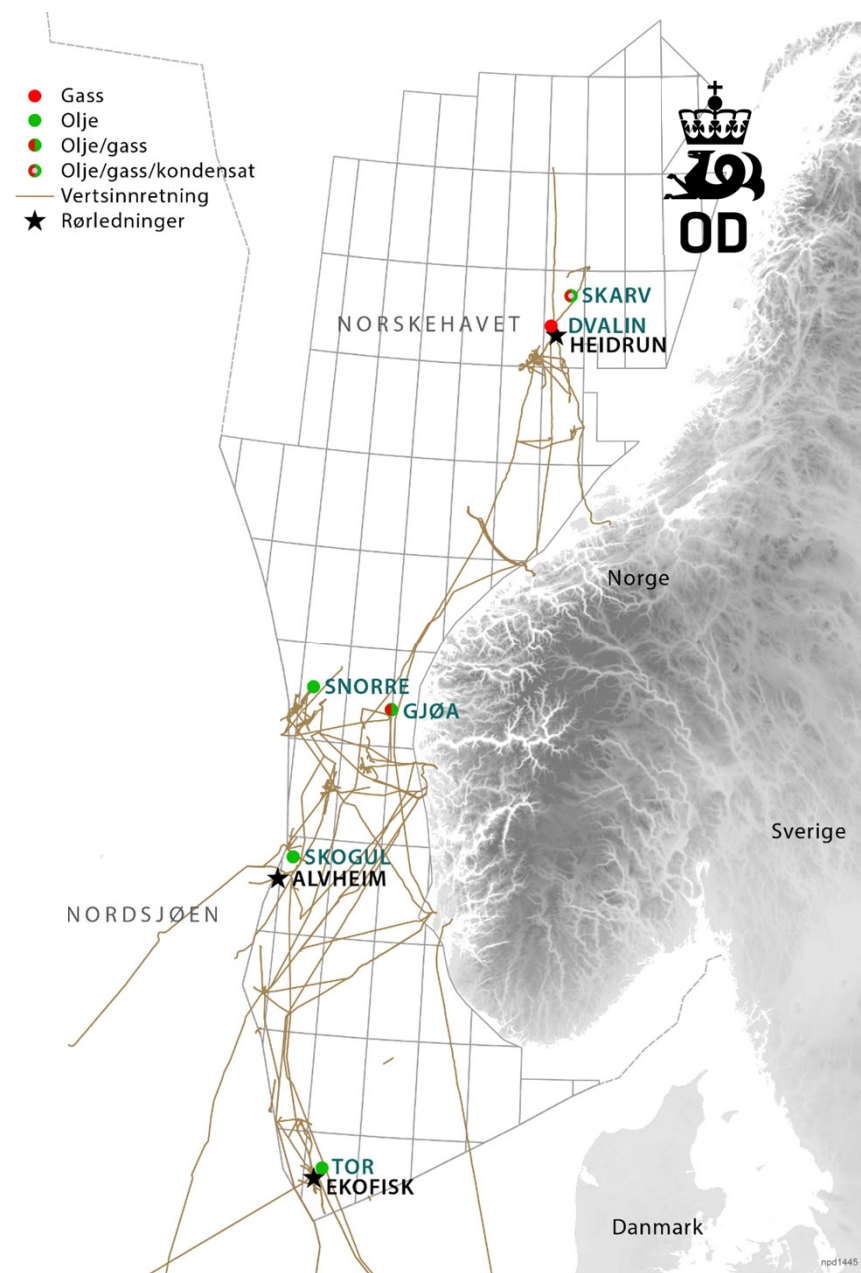 Gass
Olje
Olje/gass
Olje/gass/kondensat
Vertsinnretning
Rørledninger
OD
SKARV
NORSKEHAVET
DVALIN
HEIDRUN
Norge
SNORRE
GJØA
Sverige
SKOGUL
ALVHEIM
NORDSJØEN
TOR
EKOFISK
Danmark
npd1445